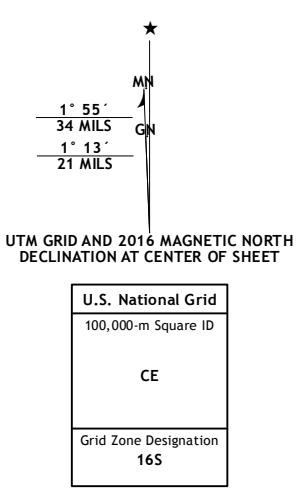 MN
1° 55´
34 MILS
GN
1° 13´
21 MILS
UTM GRID AND 2016 MAGNETIC NORTH
DECLINATION AT CENTER OF SHEET
U.S. National Grid
100,000-m Square ID
CE
Grid Zone Designation
16S